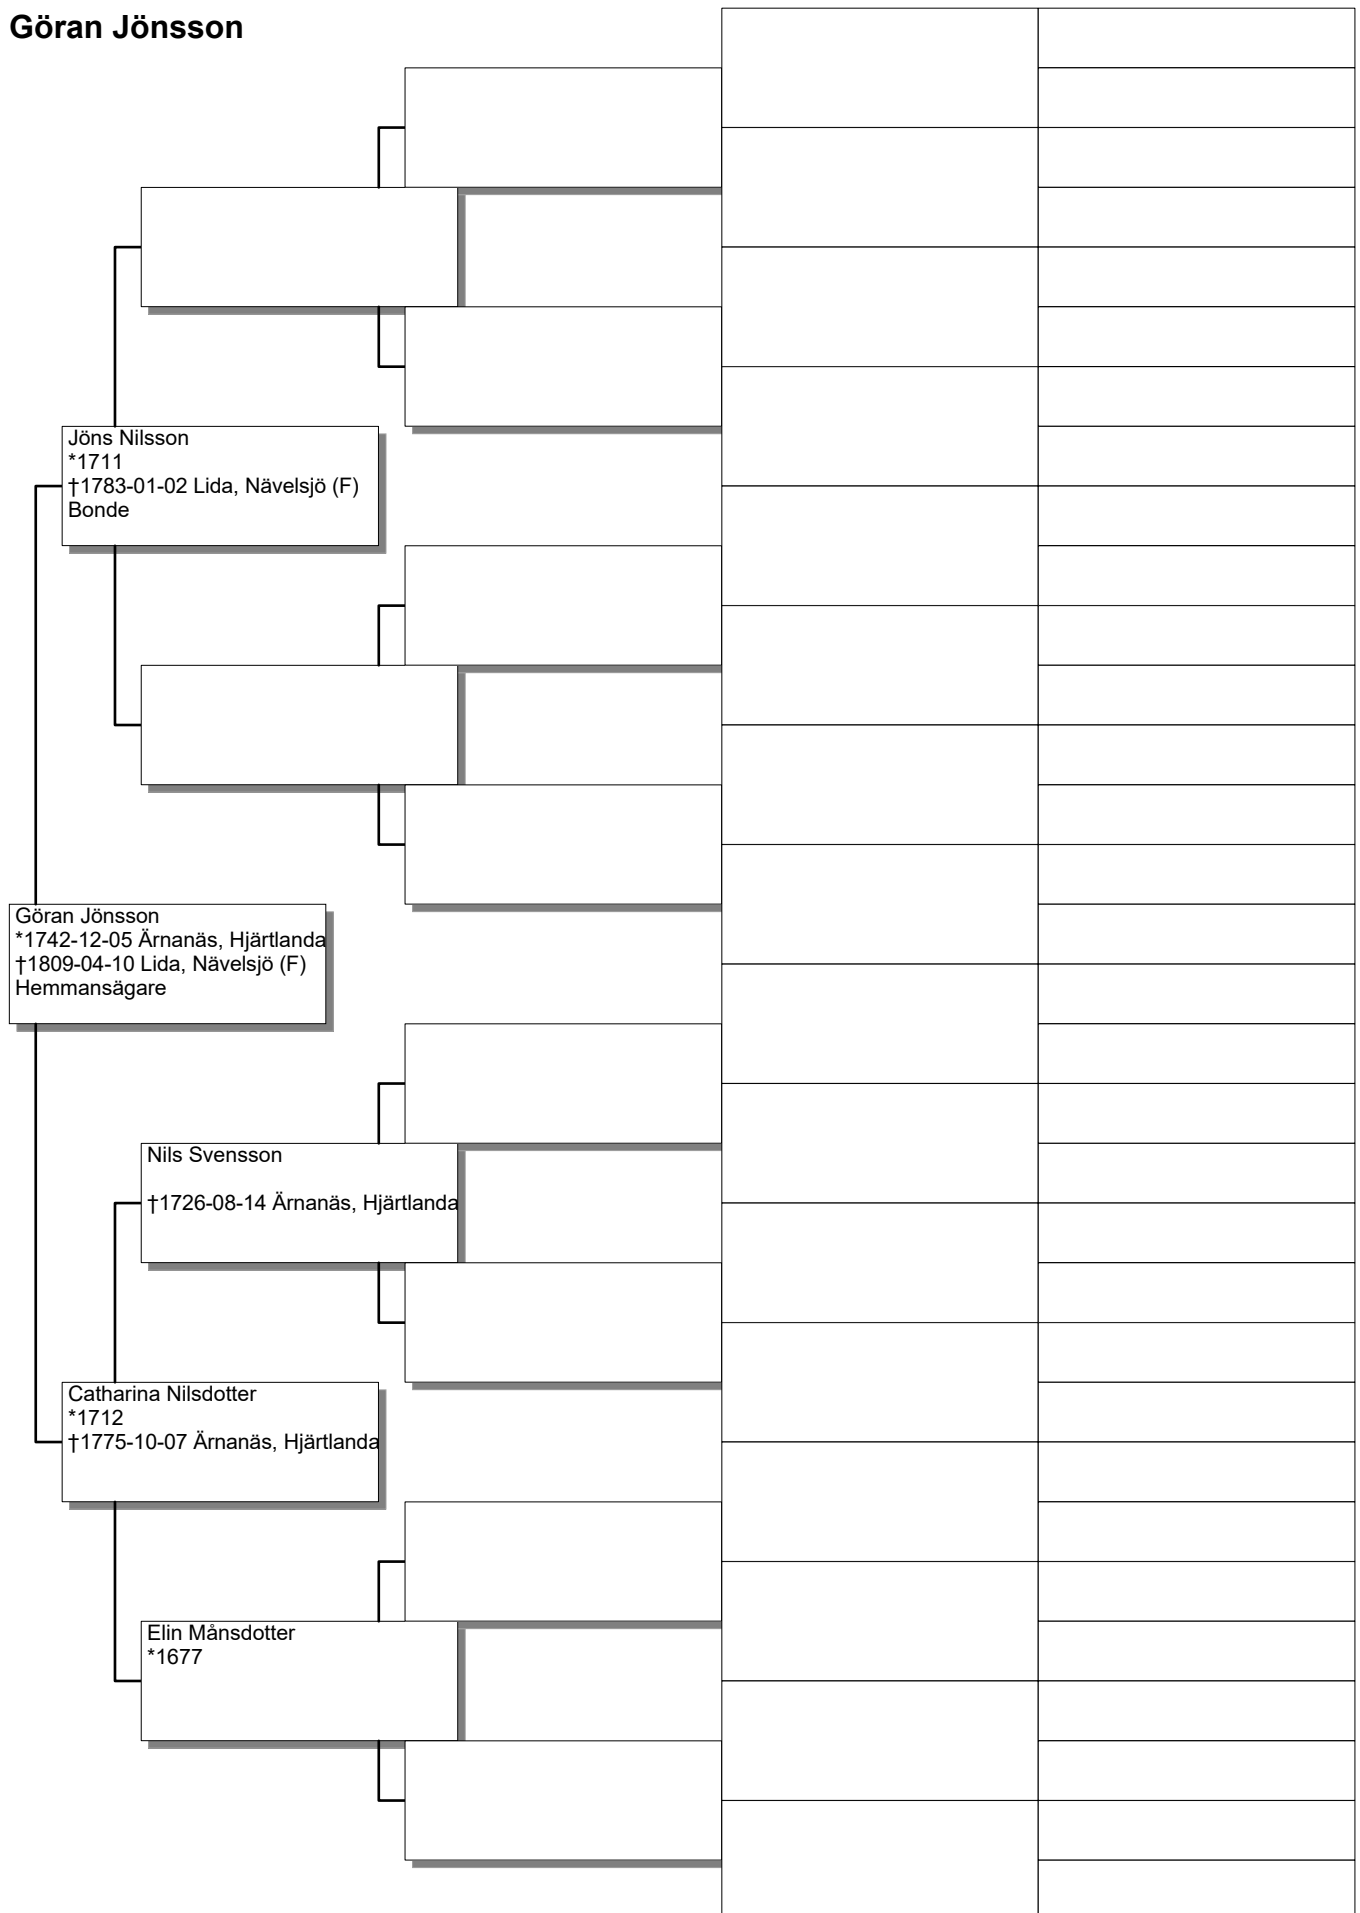 Göran Jönsson
Jöns Nilsson
*1711
†1783-01-02 Lida, Nävelsjö (F)
Bonde
Göran Jönsson
*1742-12-05 Ärnanäs, Hjärtlanda
†1809-04-10 Lida, Nävelsjö (F)
Hemmansägare
Nils Svensson
†1726-08-14 Ärnanäs, Hjärtlanda
Catharina Nilsdotter
*1712
†1775-10-07 Ärnanäs, Hjärtlanda
Elin Månsdotter
*1677